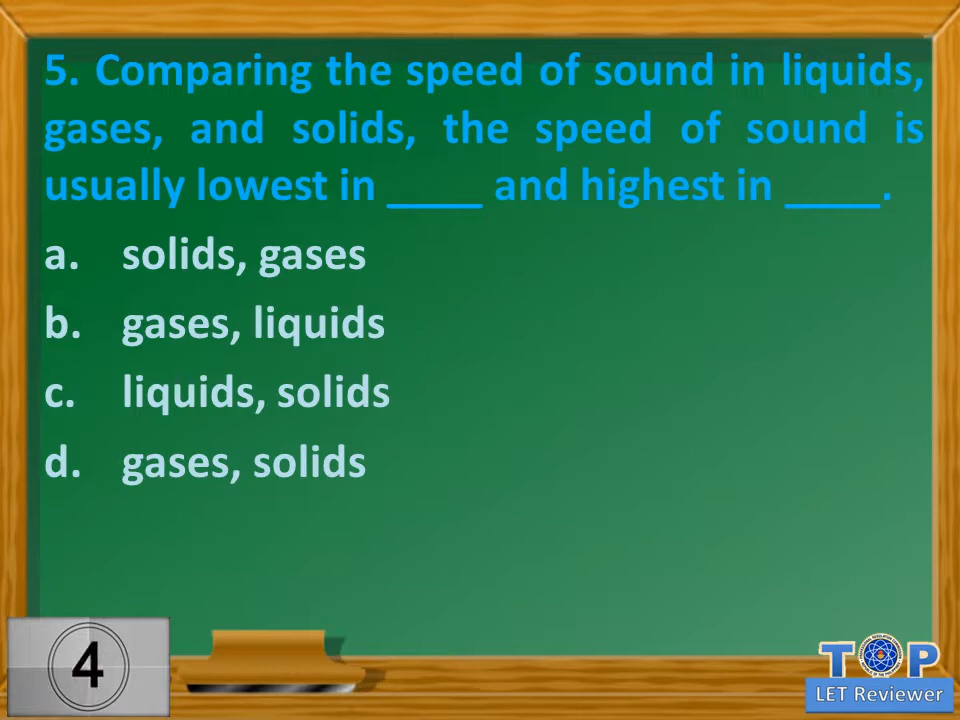 5. Comparing the speed of sound in liquids,
gases, and solids, the speed of sound is
usually lowest in ____ and highest in ____.
a. solids, gases
b. gases, liquids
c. liquids, solids
d. gases, solids
4
TOP
LET Reviewer